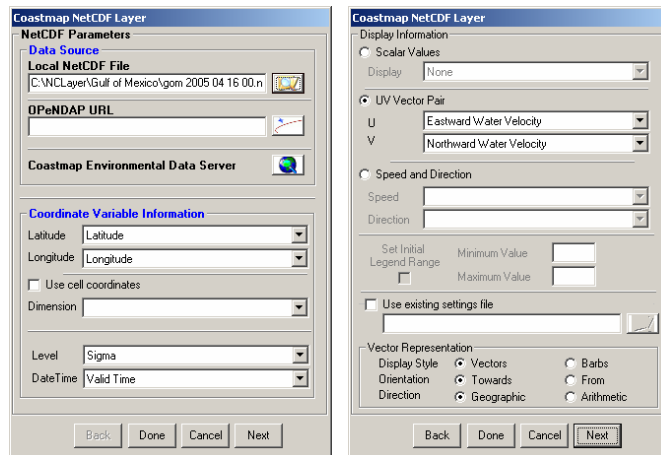 Coastmap NetCDF Layer
NetCDF Parameters
Data Source
Local NetCDF File
C:\NCLayer\Gulf of Mexico\gom 2005 04 16 00.n
OPeNDAP URL
Coastmap Environmental Data Server
Coordinate Variable Information
Latitude Latitude
Longitude Longitude
Use cell coordinates
Dimension
Level Sigma
DateTime Valid Time
Back Done Cancel Next
Coastmap NetCDF Layer
Display Information
Scalar Values
Display None
UV Vector Pair
U Eastward Water Velocity
V Northward Water Velocity
Speed and Direction
Speed
Direction
Set Initial Legend Range
Minimum Value
Maximum Value
Use existing settings file
Vector Representation
Display Style Vectors Barbs
Orientation Towards From
Direction Geographic Arithmetic
Back Done Cancel Next